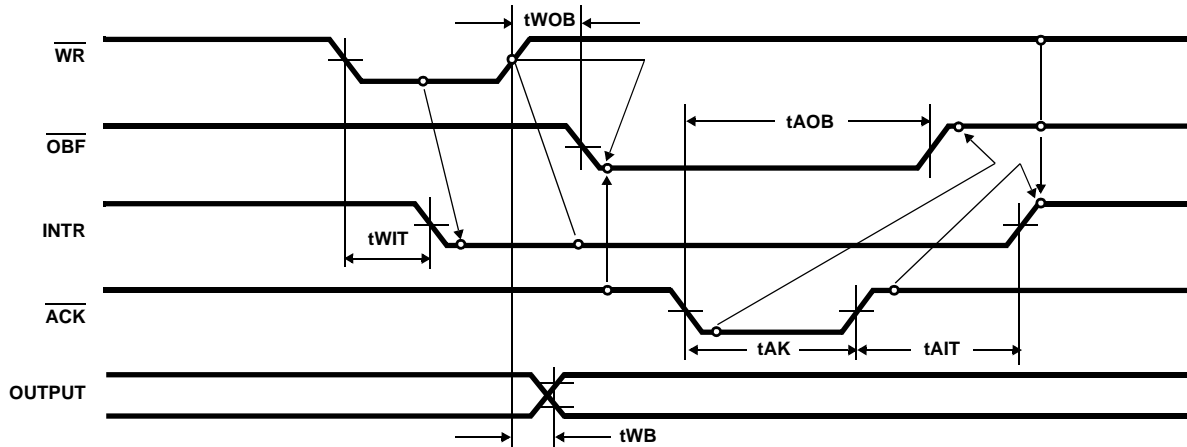 tWOB
WR
OBF
tAOB
INTR
tWIT
ACK
tAK
tAIT
OUTPUT
tWB